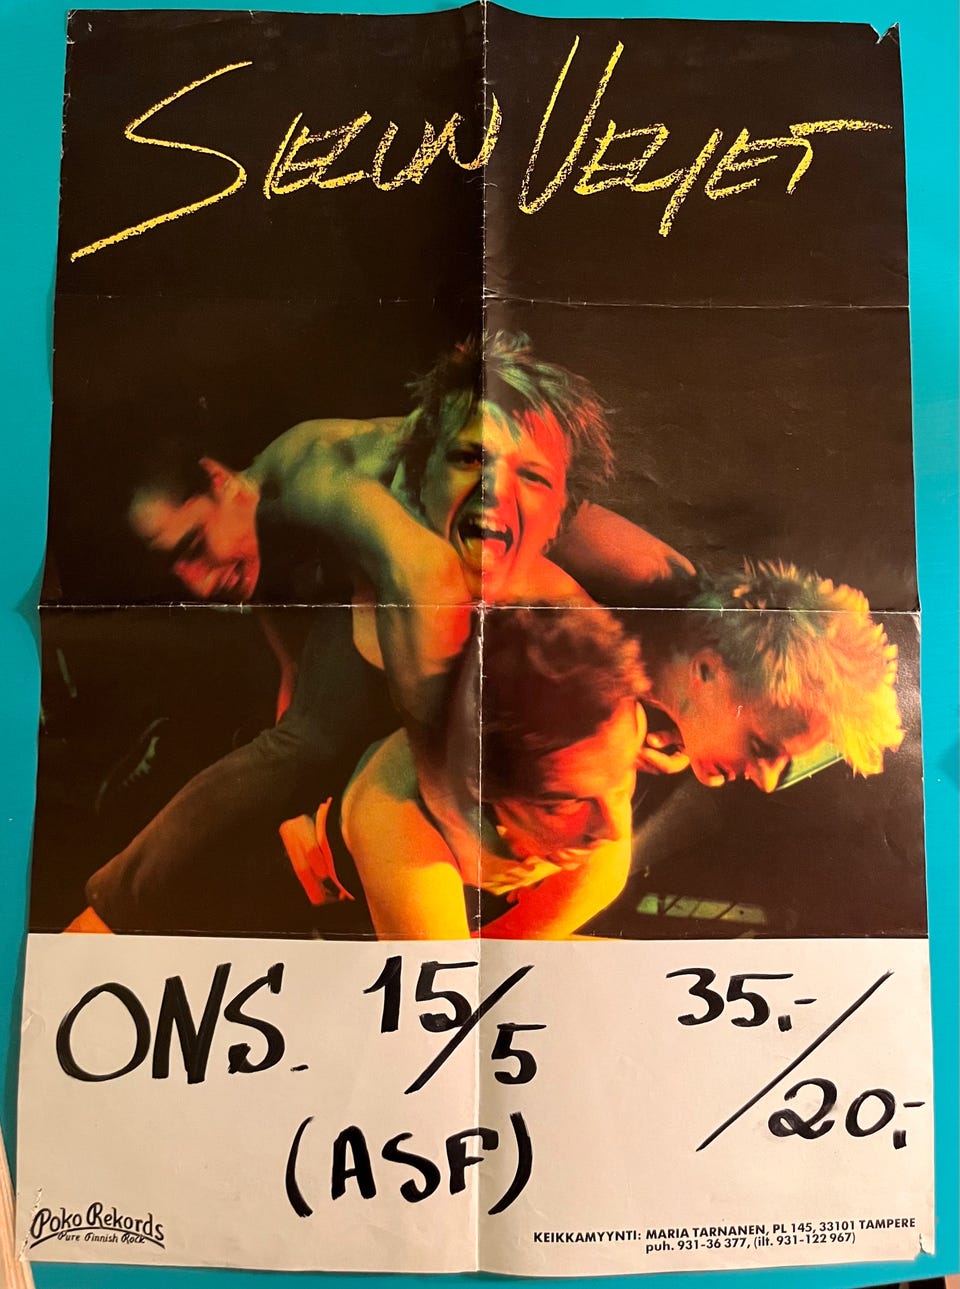 SIELUN VELJET
ONS. 15/5 35:-/20:-
(ASF)
Poko Rekords
Pure Finnish Rock
KEIKKAMYYNTI: MARIA TARNANEN, PL 145, 33101 TAMPERE
puh. 931-36 377, (ilt. 931-122 967)